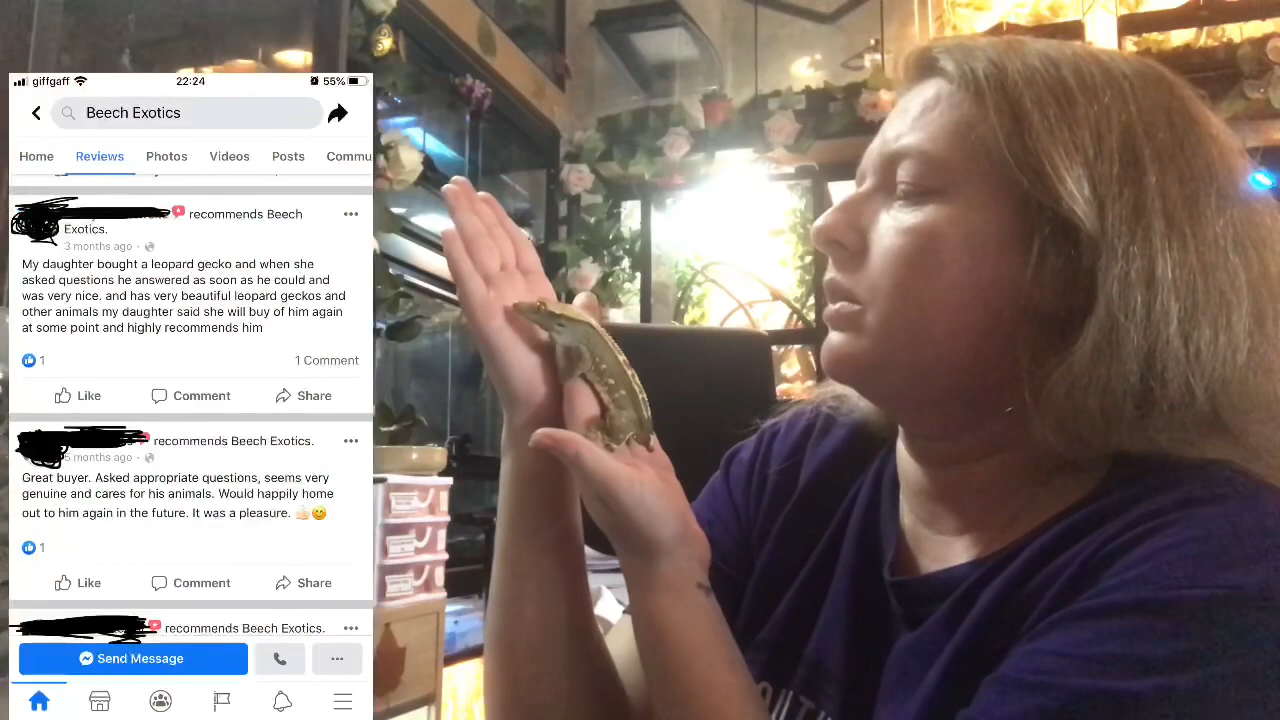 giffgaff 22:24 55%
Beech Exotics
Home Reviews Photos Videos Posts Commu
recommends Beech
Exotics.
3 months ago
My daughter bought a leopard gecko and when she
asked questions he answered as soon as he could and
was very nice. and has very beautiful leopard geckos and
other animals my daughter said she will buy of him again
at some point and highly recommends him
1 1 Comment
Like Comment Share
recommends Beech Exotics.
5 months ago
Great buyer. Asked appropriate questions, seems very
genuine and cares for his animals. Would happily home
out to him again in the future. It was a pleasure. 👍🏻😊
1
Like Comment Share
recommends Beech Exotics.
Send Message